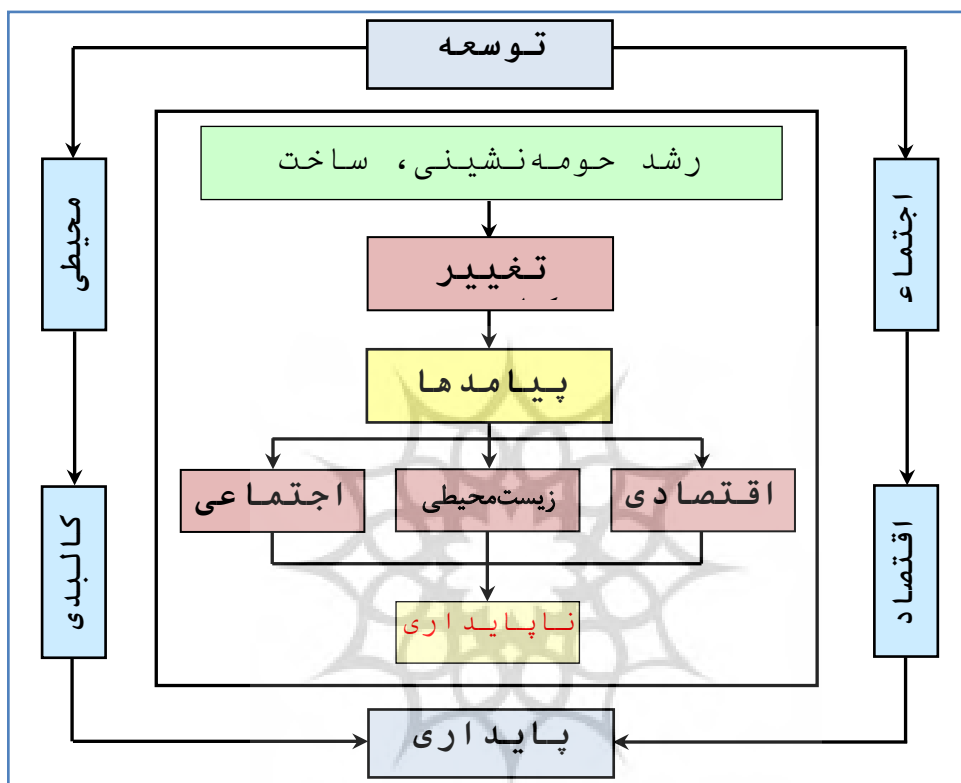 توسعه
رشد حومه‌نشینی، ساخت
تغییر
پیامدها
اقتصادی
زیست‌محیطی
اجتماعی
ناپایداری
پایداری
اجتماع
اقتصاد
محیطی
کالبدی